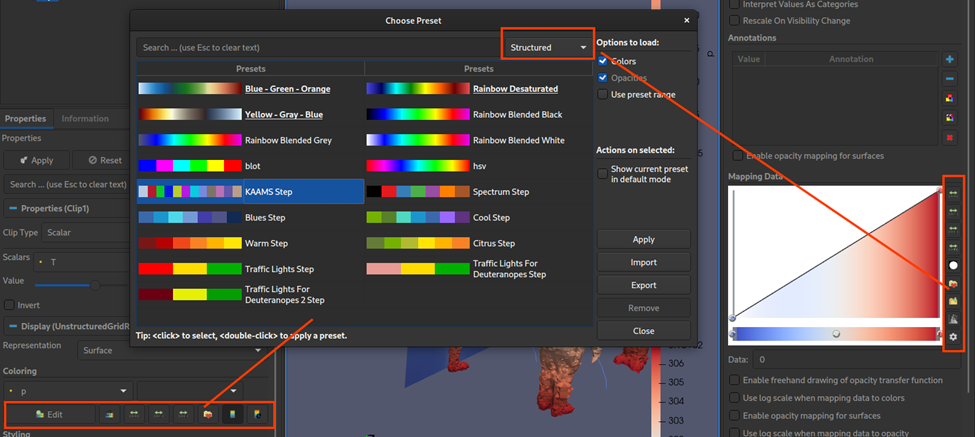 Properties
Information
Properties
Apply
Reset
Search ... (use Esc to clear text)
Properties (Clip1)
Clip Type
Scalar
Scalars
T
Value
Invert
Display (UnstructuredGridR
Representation
Surface
Coloring
p
Edit
Styling
Choose Preset
Search ... (use Esc to clear text)
Structured
Presets
Presets
Blue - Green - Orange
Rainbow Desaturated
Yellow - Gray - Blue
Rainbow Blended Black
Rainbow Blended Grey
Rainbow Blended White
blot
hsv
KAAMS Step
Spectrum Step
Blues Step
Cool Step
Warm Step
Citrus Step
Traffic Lights Step
Traffic Lights For
Deuteranopes Step
Traffic Lights For
Deuteranopes 2 Step
Tip: <click> to select, <double-click> to apply a preset.
Options to load:
Colors
Opacities
Use preset range
Actions on selected:
Show current preset
in default mode
Apply
Import
Export
Remove
Close
p
306
305
304
303
302
Interpret Values As Categories
Rescale On Visibility Change
Annotations
Value
Annotation
Enable opacity mapping for surfaces
Mapping Data
Data:
0
Enable freehand drawing of opacity transfer function
Use log scale when mapping data to colors
Enable opacity mapping for surfaces
Use log scale when mapping data to opacity